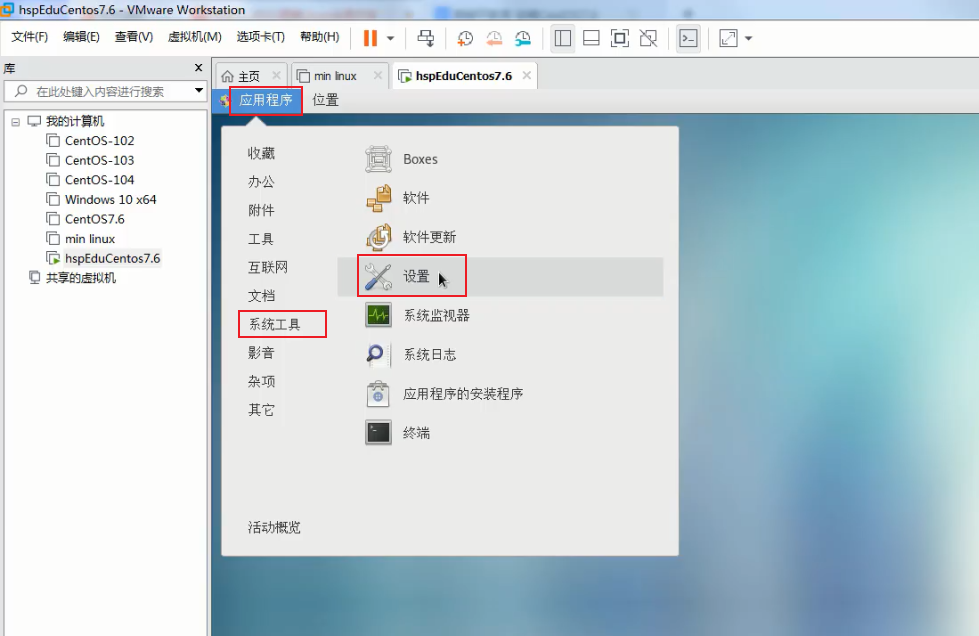 hspEduCentos7.6 - VMware Workstation
文件(F) 编辑(E) 查看(V) 虚拟机(M) 选项卡(T) 帮助(H)
库
在此处键入内容进行搜索
我的计算机
CentOS-102
CentOS-103
CentOS-104
Windows 10 x64
CentOS7.6
min linux
hspEduCentos7.6
共享的虚拟机
主页 min linux hspEduCentos7.6
应用程序 位置
收藏
办公
附件
工具
互联网
文档
系统工具
影音
杂项
其它
活动概览
Boxes
软件
软件更新
设置
系统监视器
系统日志
应用程序的安装程序
终端